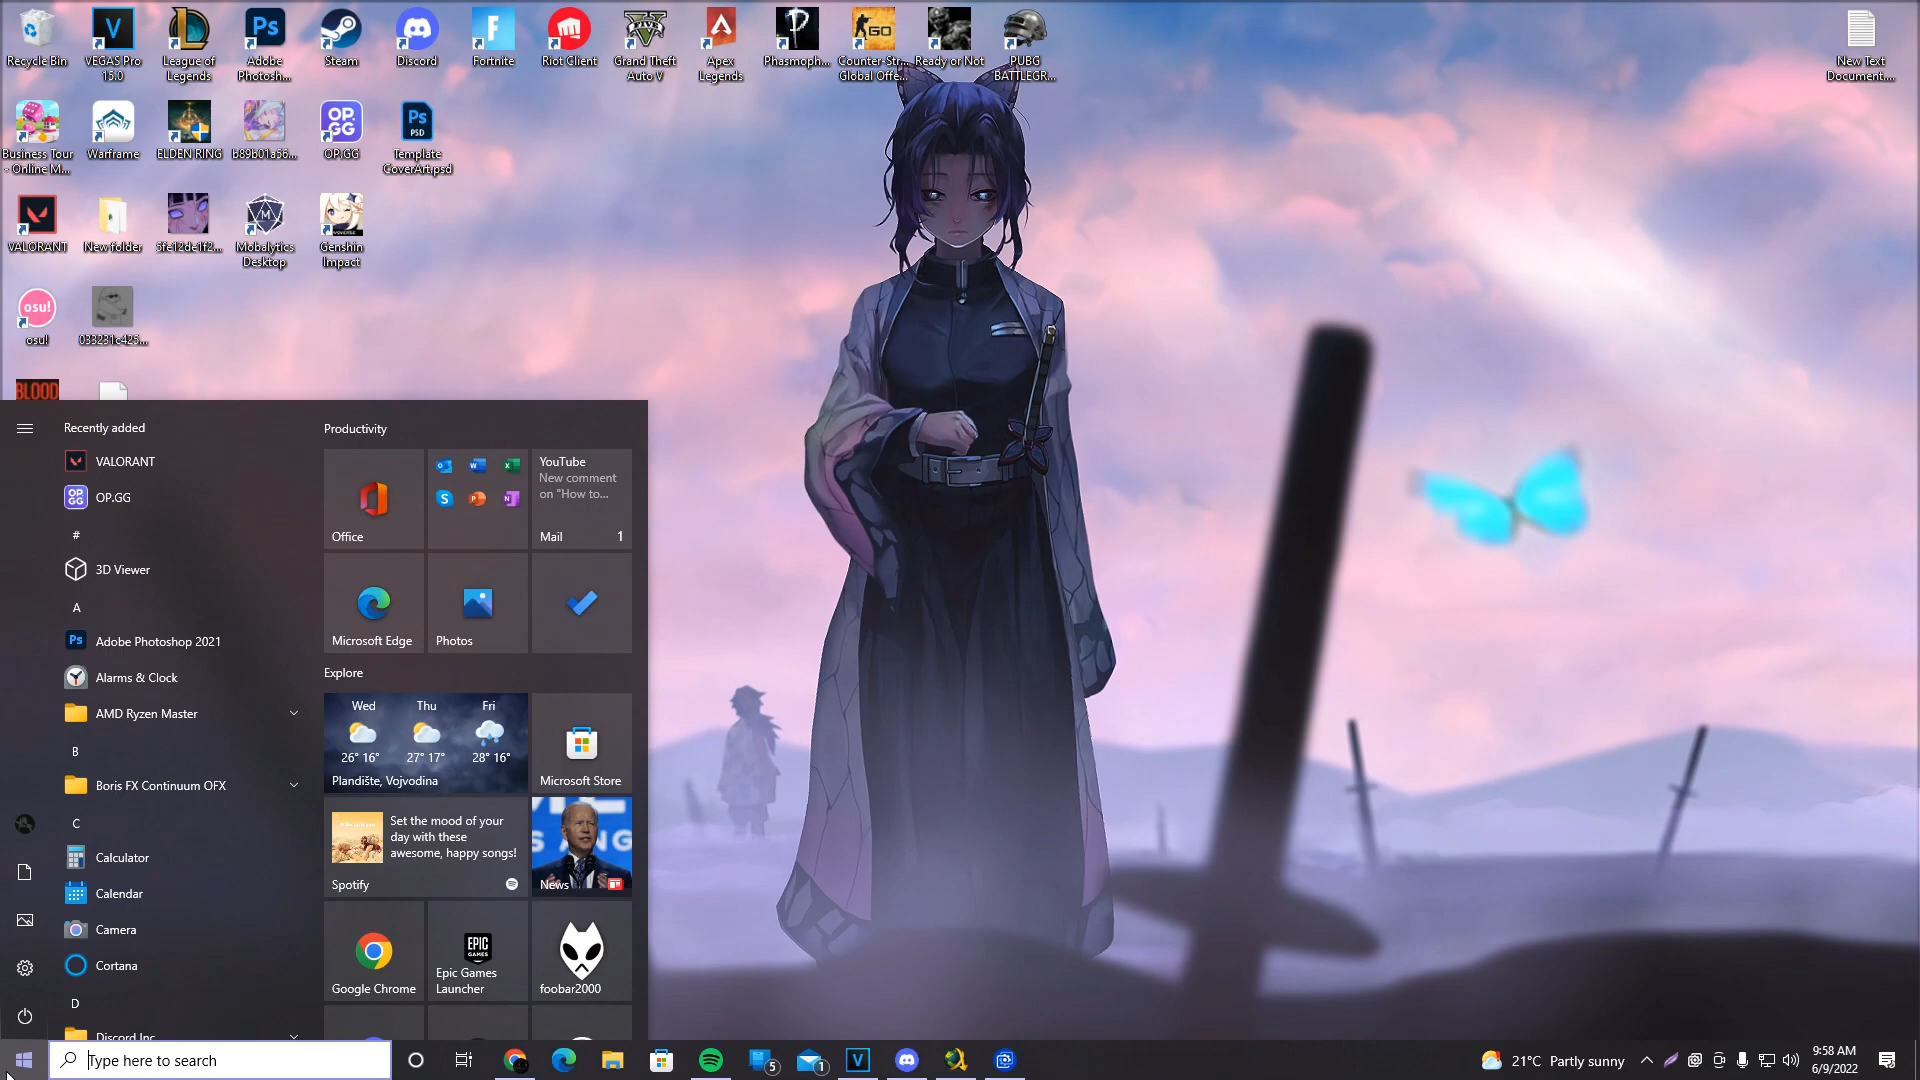 Recycle Bin
VEGAS Pro
15.0
League of
Legends
Adobe
Photosh...
Steam
Discord
Fortnite
Riot Client
Grand Theft
Auto V
Apex
Legends
Phasmoph...
Counter-Str...
Global Offe...
Ready or Not
PUBG
BATTLEGR...
New Text
Document....
Business Tour
- Online M...
Warframe
ELDEN RING
b89b01a56...
OP.GG
Template
CoverArt.psd
VALORANT
New folder
5fe12de1f2...
Mobalytics
Desktop
Genshin
Impact
osu!
osu!
033231c425...
BLOOD
Recently added
VALORANT
OP.GG
#
3D Viewer
A
Adobe Photoshop 2021
Alarms & Clock
AMD Ryzen Master
B
Boris FX Continuum OFX
C
Calculator
Calendar
Camera
Cortana
D
Discord Inc
Productivity
Office
YouTube
New comment
on "How to...
Mail 1
Microsoft Edge
Photos
Explore
Wed Thu Fri
26° 16° 27° 17° 28° 16°
Plandište, Vojvodina
Microsoft Store
Set the mood of your
day with these
awesome, happy songs!
Spotify
News
Google Chrome
EPIC
GAMES
Epic Games
Launcher
foobar2000
Type here to search
5
1
21°C Partly sunny
9:58 AM
6/9/2022